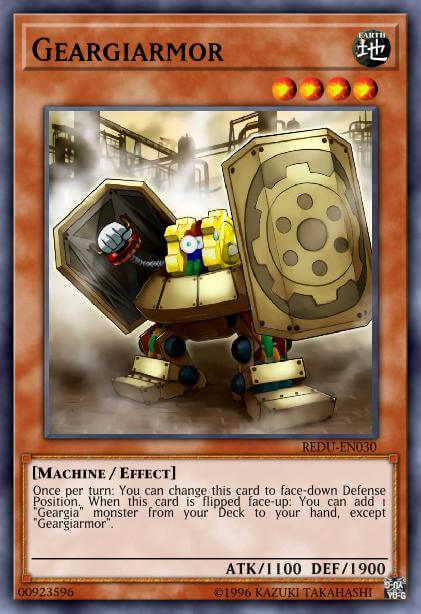 GEARGIARMOR
EARTH
地
REDU-EN030
[MACHINE / EFFECT]
Once per turn: You can change this card to face-down Defense
Position. When this card is flipped face-up: You can add 1
"Geargia" monster from your Deck to your hand, except
"Geargiarmor".
ATK/1100 DEF/1900
00923596
©1996 KAZUKI TAKAHASHI